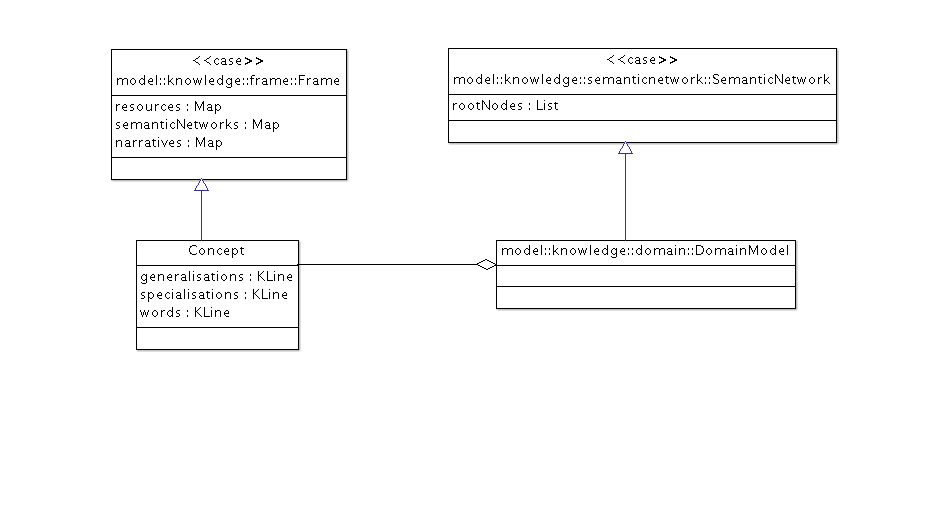 <<case>>
model::knowledge::frame::Frame
resources : Map
semanticNetworks : Map
narratives : Map
<<case>>
model::knowledge::semanticnetwork::SemanticNetwork
rootNodes : List
Concept
generalisations : KLine
specialisations : KLine
words : KLine
model::knowledge::domain::DomainModel